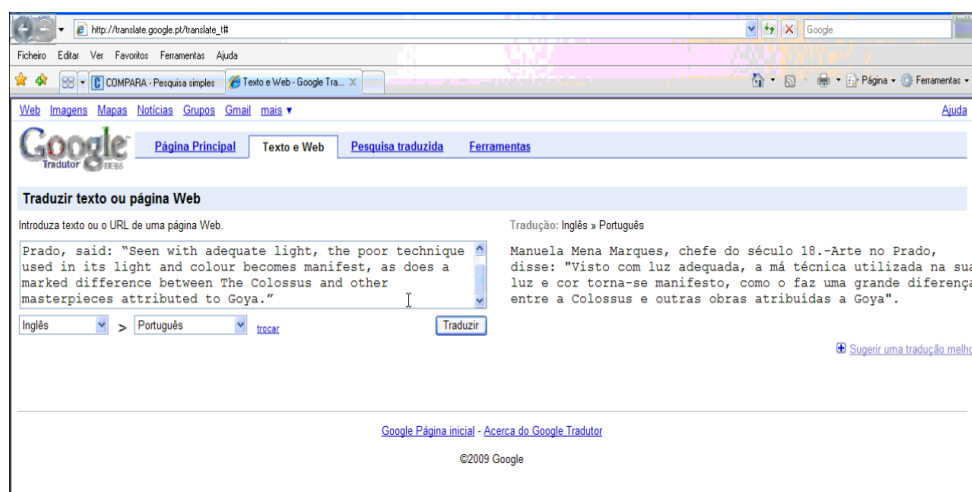 http://translate.google.pt/translate_t#
Google
Ficheiro Editar Ver Favoritos Ferramentas Ajuda
COMPARA - Pesquisa simples
Texto e Web - Google Tra...
Página
Ferramentas
Web Imagens Mapas Notícias Grupos Gmail mais ▼
Ajuda
Google
Tradutor
Página Principal
Texto e Web
Pesquisa traduzida
Ferramentas
Traduzir texto ou página Web
Introduza texto ou o URL de uma página Web.
Tradução: Inglês » Português
Prado, said: “Seen with adequate light, the poor technique
used in its light and colour becomes manifest, as does a
marked difference between The Colossus and other
masterpieces attributed to Goya.”
Manuela Mena Marques, chefe do século 18.-Arte no Prado,
disse: "Visto com luz adequada, a má técnica utilizada na sua
luz e cor torna-se manifesto, como o faz uma grande diferença
entre a Colossus e outras obras atribuídas a Goya".
Inglês > Português trocar Traduzir
Sugerir uma tradução melho
Google Página inicial - Acerca do Google Tradutor
©2009 Google